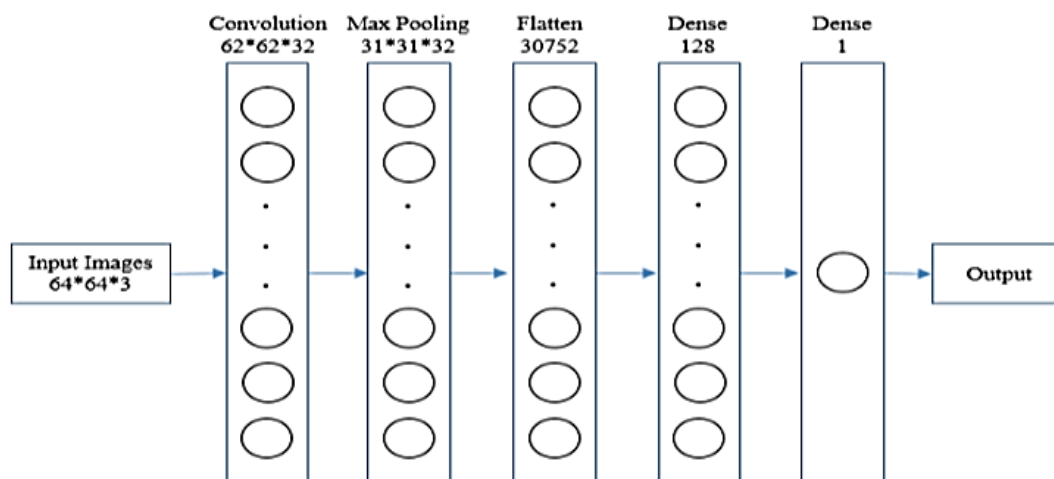 Convolution
62*62*32
Max Pooling
31*31*32
Flatten
30752
Dense
128
Dense
1
Input Images
64*64*3
Output